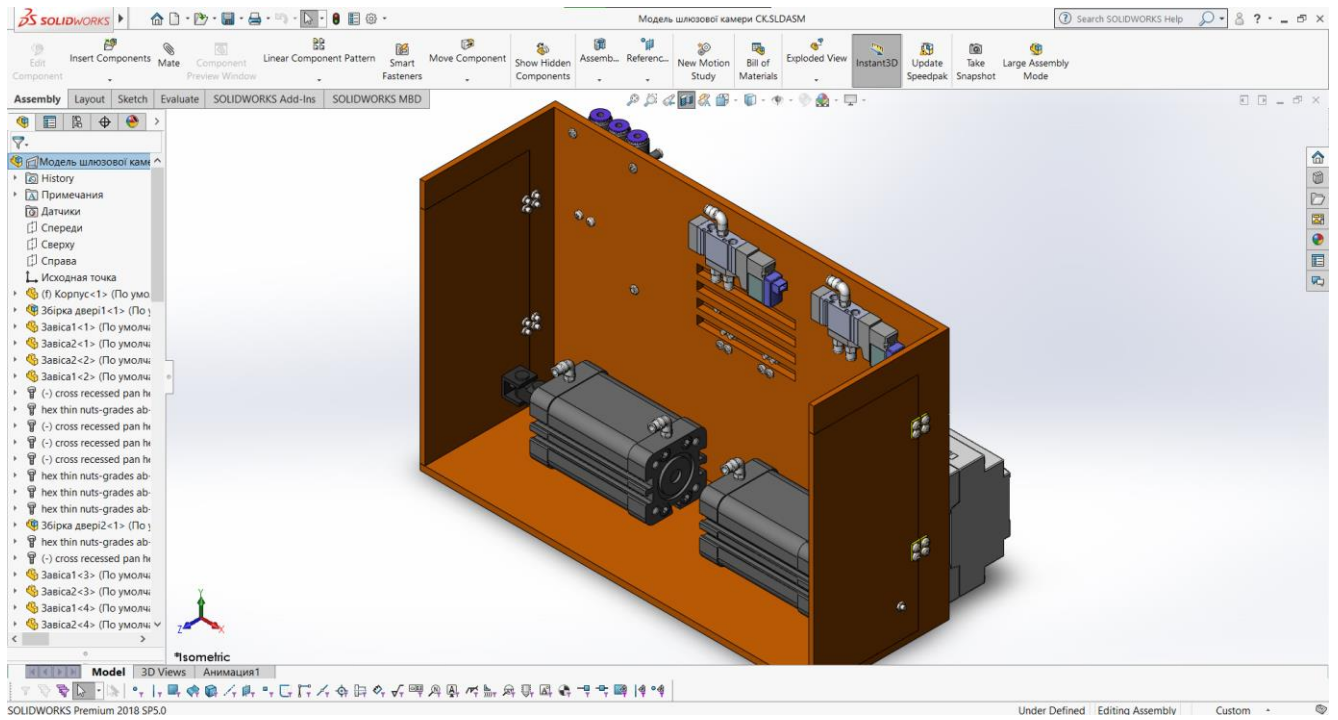 SOLIDWORKS
Модель шлюзової камери СК.SLDASM
Search SOLIDWORKS Help
Edit Component
Insert Components
Mate
Component Preview Window
Linear Component Pattern
Smart Fasteners
Move Component
Show Hidden Components
Assemb...
Referenc...
New Motion Study
Bill of Materials
Exploded View
Instant3D
Update Speedpak
Take Snapshot
Large Assembly Mode
Assembly Layout Sketch Evaluate SOLIDWORKS Add-Ins SOLIDWORKS MBD
Модель шлюзової каме
History
Примечания
Датчики
Спереди
Сверху
Справа
Исходная точка
(f) Корпус<1> (По умо
Збірка двері1<1> (По у
Завіса1<1> (По умолча
Завіса2<1> (По умолча
Завіса2<2> (По умолча
Завіса1<2> (По умолча
(-) cross recessed pan he
hex thin nuts-grades ab-
(-) cross recessed pan he
(-) cross recessed pan he
(-) cross recessed pan he
hex thin nuts-grades ab-
hex thin nuts-grades ab-
hex thin nuts-grades ab-
Збірка двері2<1> (По у
hex thin nuts-grades ab-
(-) cross recessed pan he
Завіса1<3> (По умолча
Завіса2<3> (По умолча
Завіса1<4> (По умолча
Завіса2<4> (По умолча
Y
Z
X
*Isometric
Model 3D Views Анимация1
SOLIDWORKS Premium 2018 SP5.0
Under Defined Editing Assembly Custom